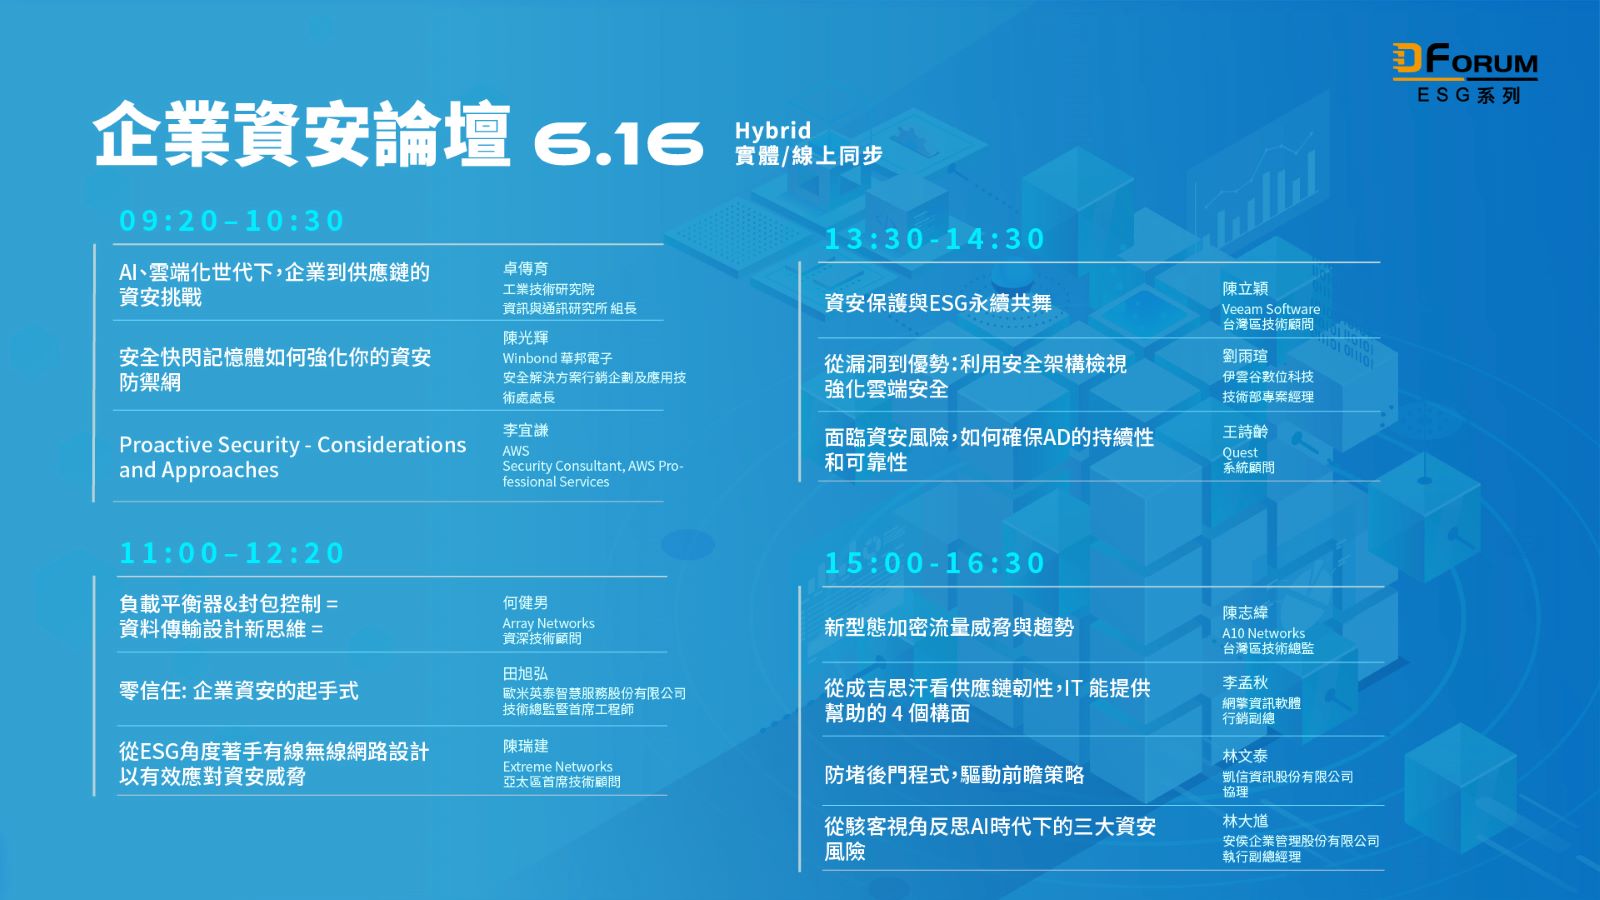 DFORUM
ESG系列
企業資安論壇 6.16
Hybrid
實體/線上同步
09:20–10:30
AI、雲端化世代下，企業到供應鏈的
資安挑戰
卓傳育
工業技術研究院
資訊與通訊研究所 組長
安全快閃記憶體如何強化你的資安
防禦網
陳光輝
Winbond 華邦電子
安全解決方案行銷企劃及應用技
術處處長
Proactive Security - Considerations
and Approaches
李宜謙
AWS
Security Consultant, AWS Pro-
fessional Services
11:00–12:20
負載平衡器&封包控制 =
資料傳輸設計新思維 =
何健男
Array Networks
資深技術顧問
零信任: 企業資安的起手式
田旭弘
歐米英泰智慧服務股份有限公司
技術總監暨首席工程師
從ESG角度著手有線無線網路設計
以有效應對資安威脅
陳瑞建
Extreme Networks
亞太區首席技術顧問
13:30-14:30
資安保護與ESG永續共舞
陳立穎
Veeam Software
台灣區技術顧問
從漏洞到優勢：利用安全架構檢視
強化雲端安全
劉雨瑄
伊雲谷數位科技
技術部專案經理
面臨資安風險，如何確保AD的持續性
和可靠性
王詩齡
Quest
系統顧問
15:00-16:30
新型態加密流量威脅與趨勢
陳志緯
A10 Networks
台灣區技術總監
從成吉思汗看供應鏈韌性，IT 能提供
幫助的 4 個構面
李孟秋
網擎資訊軟體
行銷副總
防堵後門程式，驅動前瞻策略
林文泰
凱信資訊股份有限公司
協理
從駭客視角反思AI時代下的三大資安
風險
林大馗
安侯企業管理股份有限公司
執行副總經理